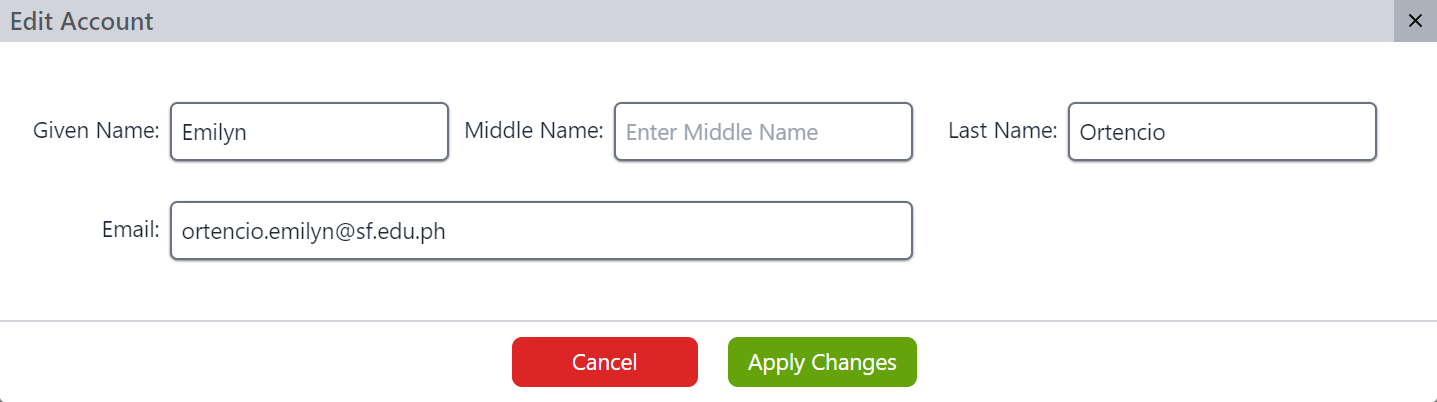 Edit Account
Given Name: Emilyn Middle Name: Enter Middle Name Last Name: Ortencio
Email: ortencio.emilyn@sf.edu.ph
Cancel Apply Changes